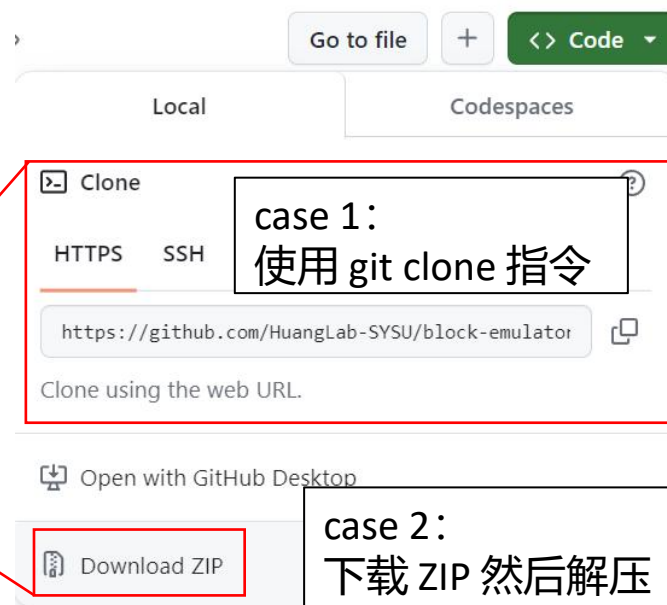 Go to file
<> Code
Local
Codespaces
Clone
case 1：
使用 git clone 指令
HTTPS
SSH
https://github.com/HuangLab-SYSU/block-emulator
Clone using the web URL.
Open with GitHub Desktop
case 2：
下载 ZIP 然后解压
Download ZIP